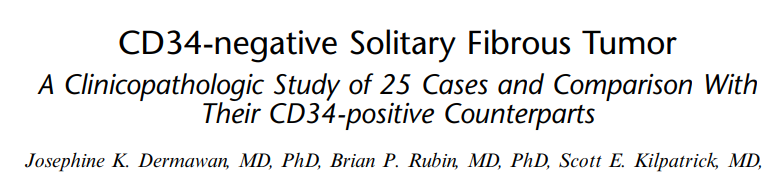 CD34-negative Solitary Fibrous Tumor
A Clinicopathologic Study of 25 Cases and Comparison With
Their CD34-positive Counterparts
Josephine K. Dermawan, MD, PhD, Brian P. Rubin, MD, PhD, Scott E. Kilpatrick, MD,